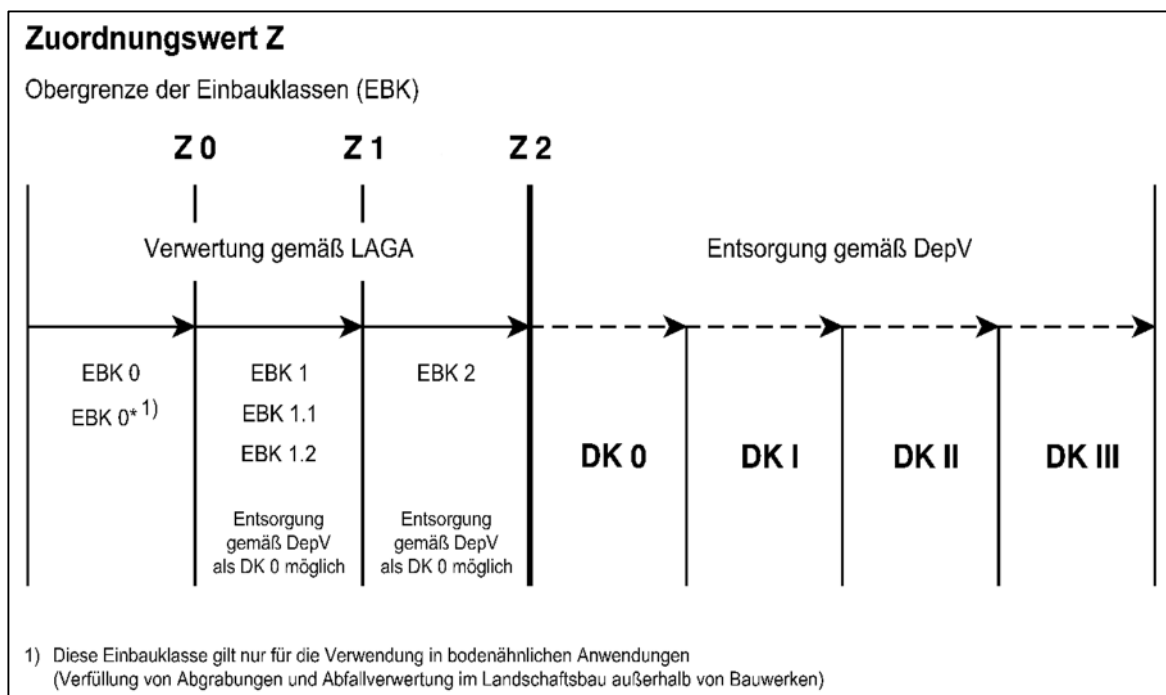 Zuordnungswert Z
Obergrenze der Einbauklassen (EBK)
Z 0 Z 1 Z 2
Verwertung gemäß LAGA Entsorgung gemäß DepV
EBK 0 EBK 1 EBK 2
EBK 0* 1) EBK 1.1
EBK 1.2
DK 0 DK I DK II DK III
Entsorgung Entsorgung
gemäß DepV gemäß DepV
als DK 0 möglich als DK 0 möglich
1) Diese Einbauklasse gilt nur für die Verwendung in bodenähnlichen Anwendungen
(Verfüllung von Abgrabungen und Abfallverwertung im Landschaftsbau außerhalb von Bauwerken)